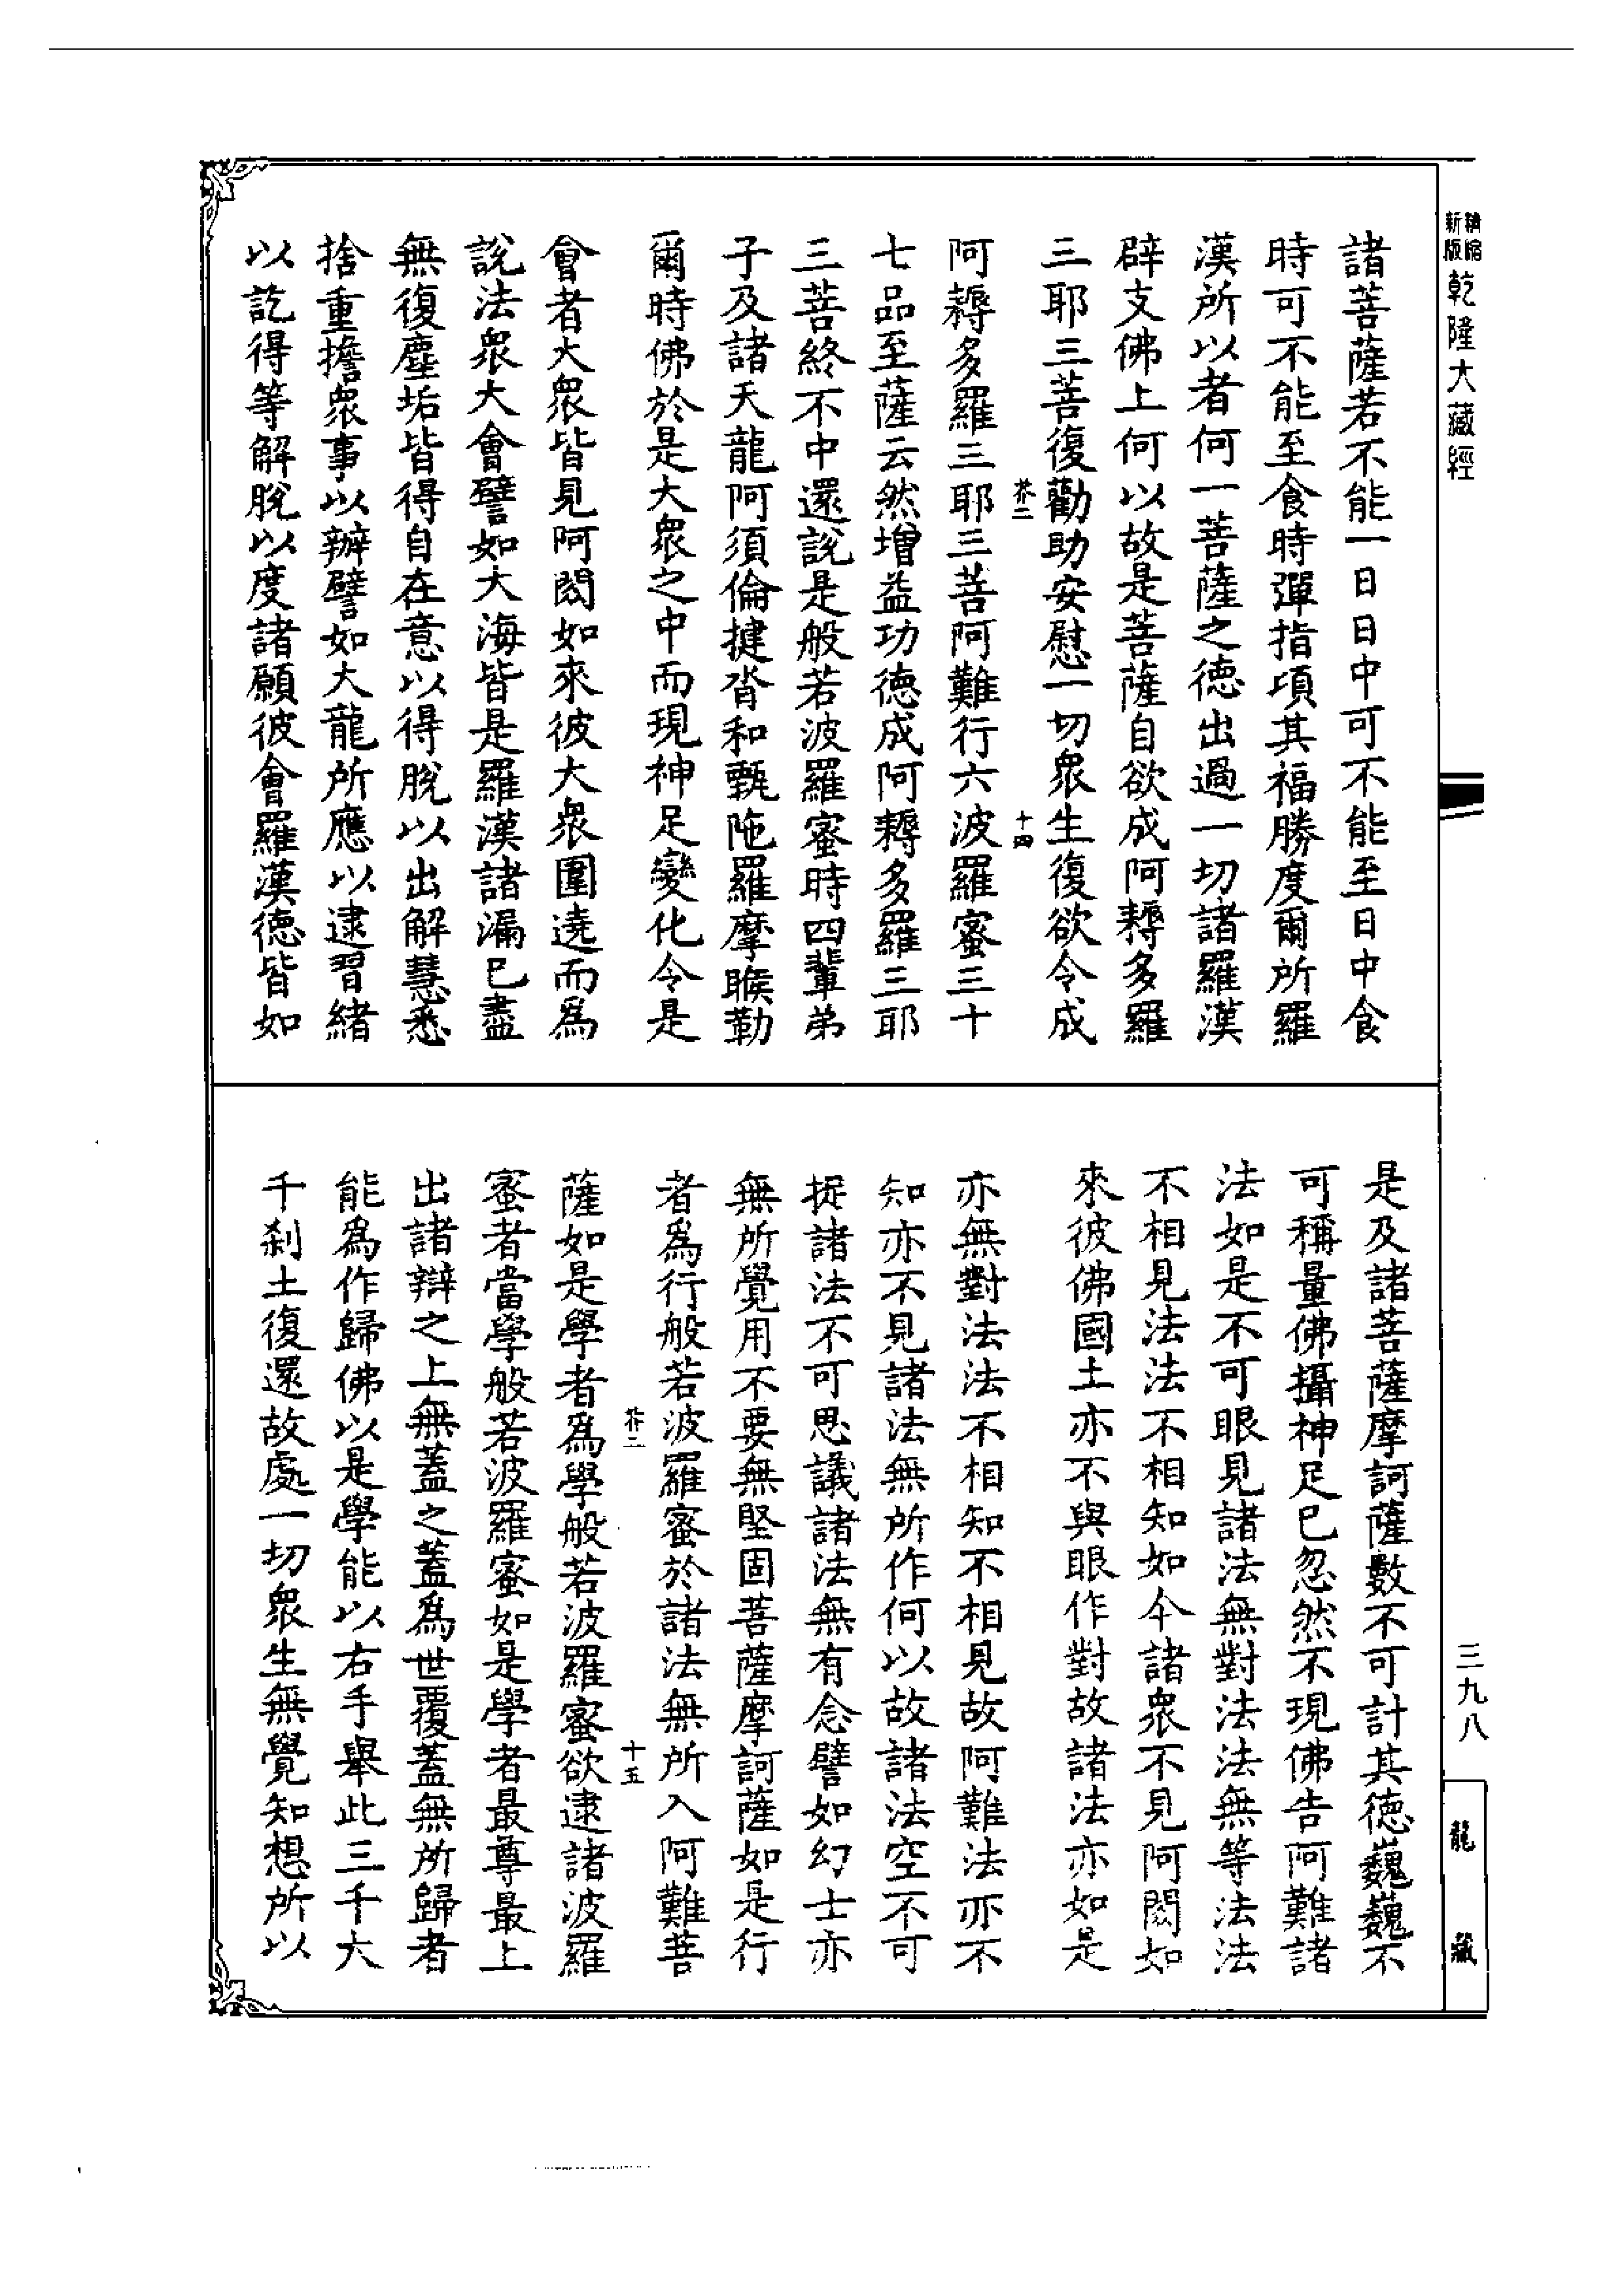 精縮新版乾隆大藏經
諸菩薩若不能一日日中可不能至日中食
時可不能至食時彈指項其福勝度爾所羅
漢所以者何一菩薩之德出過一切諸羅漢
辟支佛上何以故是菩薩自欲成阿耨多羅
三耶三菩復勸助安慰一切眾生復欲令成
芥二 十四
阿耨多羅三耶三菩阿難行六波羅蜜三十
七品至薩云然增益功德成阿耨多羅三耶
三菩終不中還說是般若波羅蜜時四輩弟
子及諸天龍阿須倫揵沓和甄陁羅摩睺勒
爾時佛於是大眾之中而現神足變化令是
會者大眾皆見阿閦如來彼大眾圍遶而為
說法眾大會譬如大海皆是羅漢諸漏已盡
無復塵垢皆得自在意以得脫以出解慧悉
捨重擔眾事以辦譬如大龍所應以逮習緒
以訖得等解脫以度諸願彼會羅漢德皆如
是及諸菩薩摩訶薩數不可計其德巍巍不
可稱量佛攝神足已忽然不現佛告阿難諸
法如是不可眼見諸法無對法法無等法法
不相見法法不相知如今諸眾不見阿閦如
來彼佛國土亦不與眼作對故諸法亦如是
亦無對法法不相知不相見故阿難法亦不
知亦不見諸法無所作何以故諸法空不可
捉諸法不可思議諸法無有念譬如幻士亦
無所覺用不要無堅固菩薩摩訶薩如是行
者為行般若波羅蜜於諸法無所入阿難菩
芥二 十五
薩如是學者為學般若波羅蜜欲逮諸波羅
蜜者當學般若波羅蜜如是學者最尊最上
出諸辯之上無蓋之蓋為世覆蓋無所歸者
能為作歸佛以是學能以右手舉此三千大
千剎土復還故處一切眾生無覺知想所以
三九八
龍藏